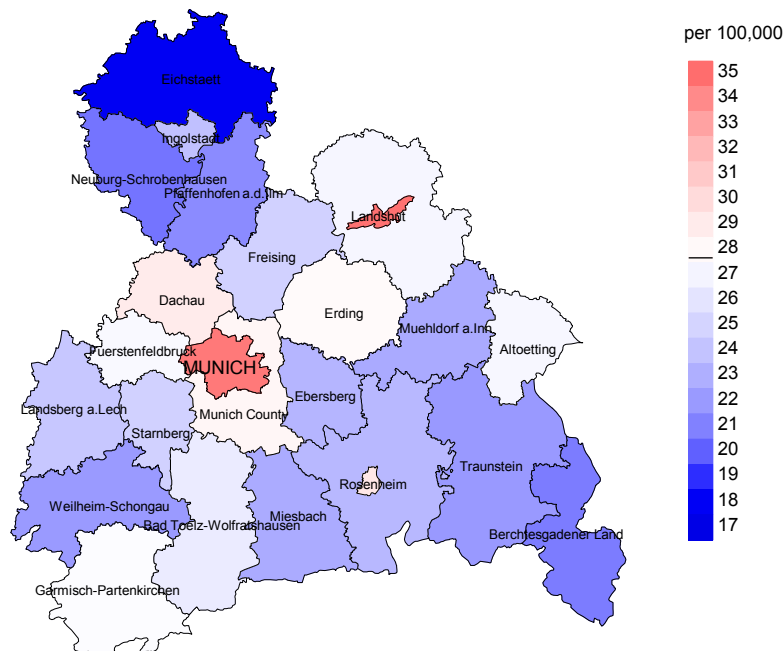 per 100,000
35
34
33
32
31
30
29
28
27
26
25
24
23
22
21
20
19
18
17
Eichstaett
Ingolstadt
Neuburg-Schrobenhausen
Pfaffenhofen a.d.Ilm
Landshut
Freising
Dachau
Erding
Muehldorf a.Inn
Altoetting
Fuerstenfeldbruck
MUNICH
Ebersberg
Landsberg a.Lech
Munich County
Starnberg
Traunstein
Rosenheim
Weilheim-Schongau
Miesbach
Bad Toelz-Wolfratshausen
Berchtesgadener Land
Garmisch-Partenkirchen